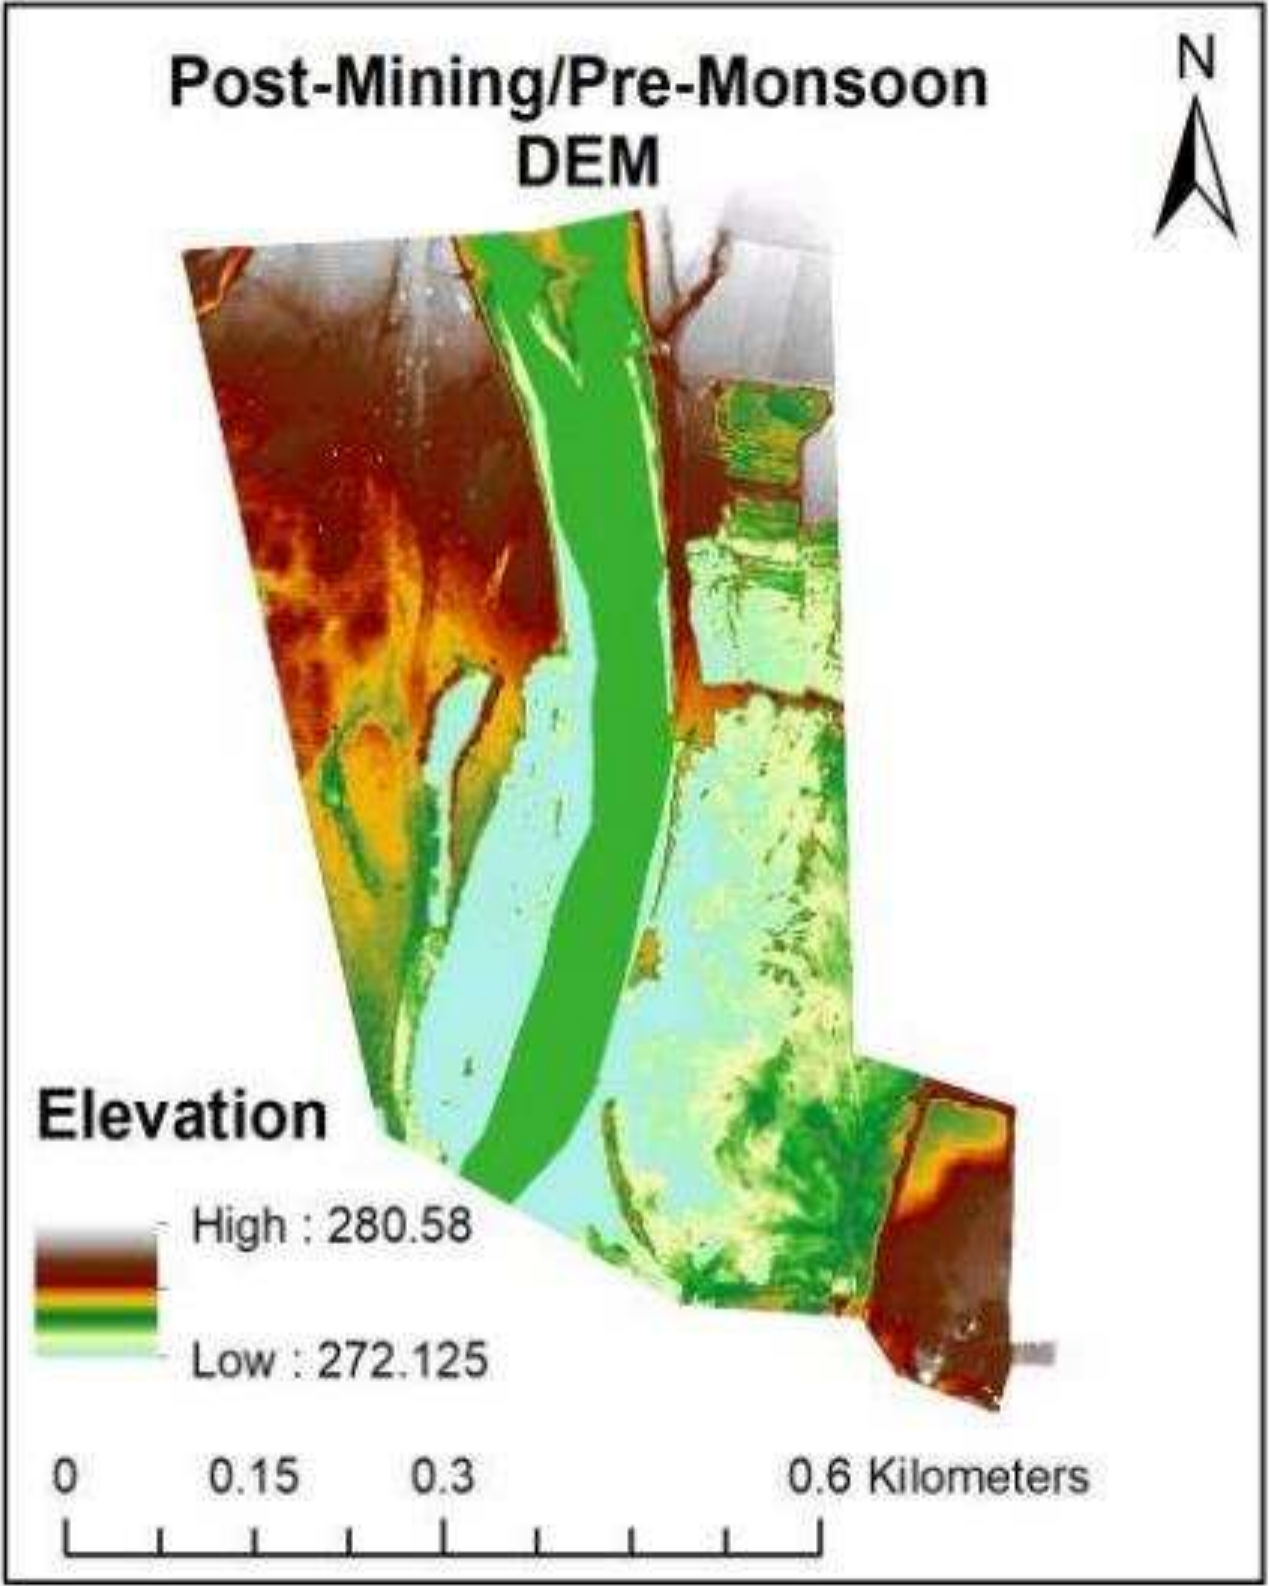 N
Post-Mining/Pre-Monsoon
DEM
Elevation
High : 280.58
Low : 272.125
0 0.15 0.3 0.6 Kilometers